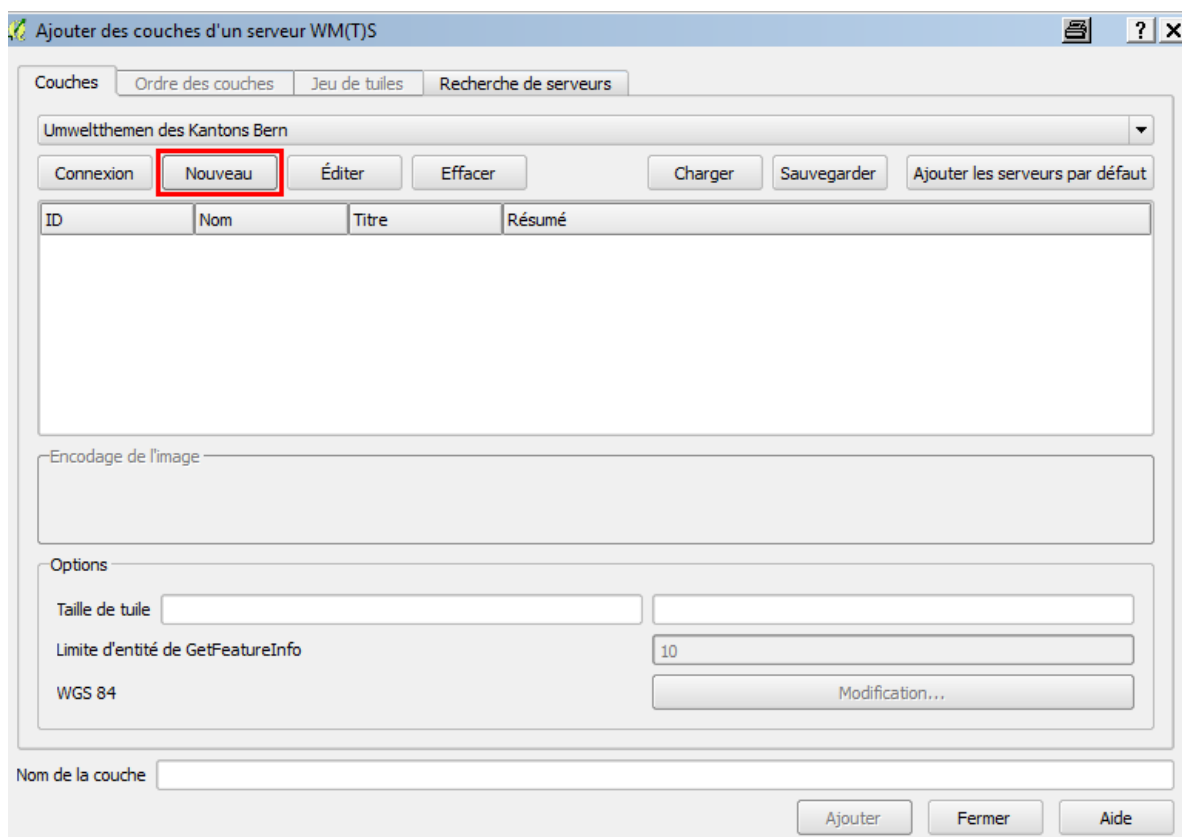 Ajouter des couches d'un serveur WM(T)S
?
Couches Ordre des couches Jeu de tuiles Recherche de serveurs
Umweltthemen des Kantons Bern
Connexion Nouveau Éditer Effacer Charger Sauvegarder Ajouter les serveurs par défaut
ID Nom Titre Résumé
Encodage de l'image
Options
Taille de tuile
Limite d'entité de GetFeatureInfo 10
WGS 84 Modification...
Nom de la couche
Ajouter Fermer Aide